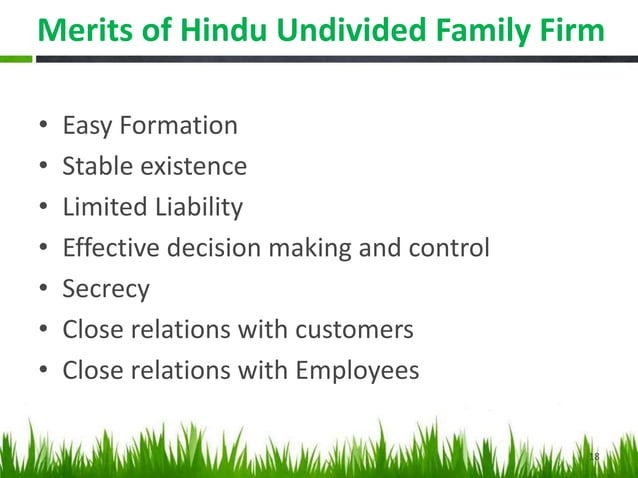 Merits of Hindu Undivided Family Firm
• Easy Formation
• Stable existence
• Limited Liability
• Effective decision making and control
• Secrecy
• Close relations with customers
• Close relations with Employees
18